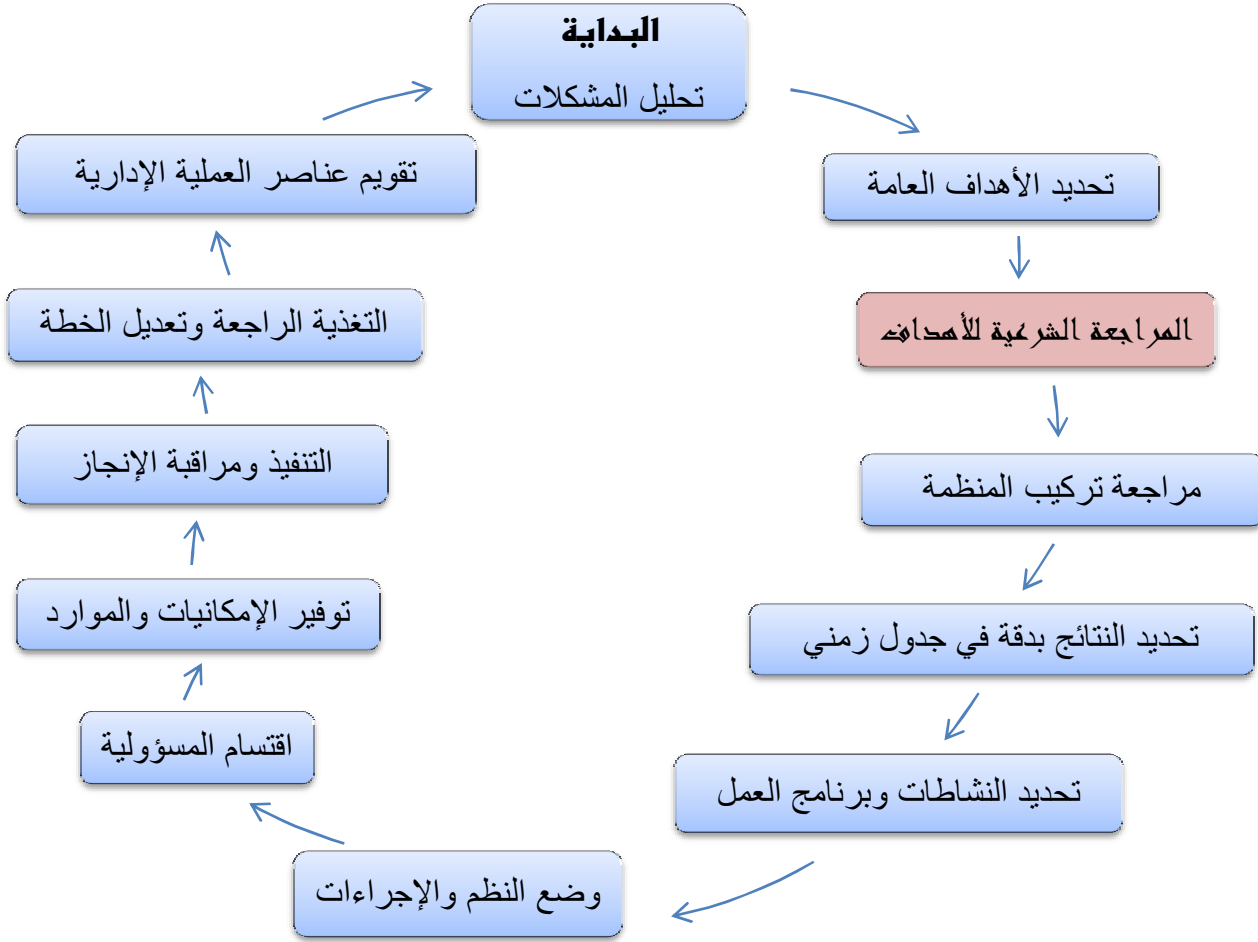 البداية
تحليل المشكلات
تحديد الأهداف العامة
المراجعة الشرعية للأهداف
مراجعة تركيب المنظمة
تحديد النتائج بدقة في جدول زمني
تحديد النشاطات وبرنامج العمل
وضع النظم والإجراءات
اقتسام المسؤولية
توفير الإمكانيات والموارد
التنفيذ ومراقبة الإنجاز
التغذية الراجعة وتعديل الخطة
تقويم عناصر العملية الإدارية